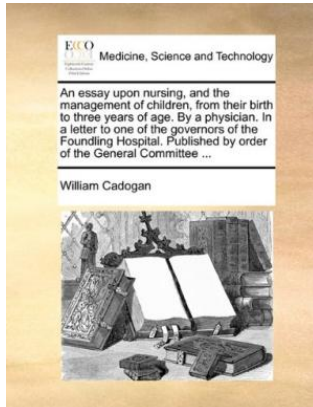 ECCO
Medicine, Science and Technology
An essay upon nursing, and the
management of children, from their birth
to three years of age. By a physician. In
a letter to one of the governors of the
Foundling Hospital. Published by order
of the General Committee ...
William Cadogan